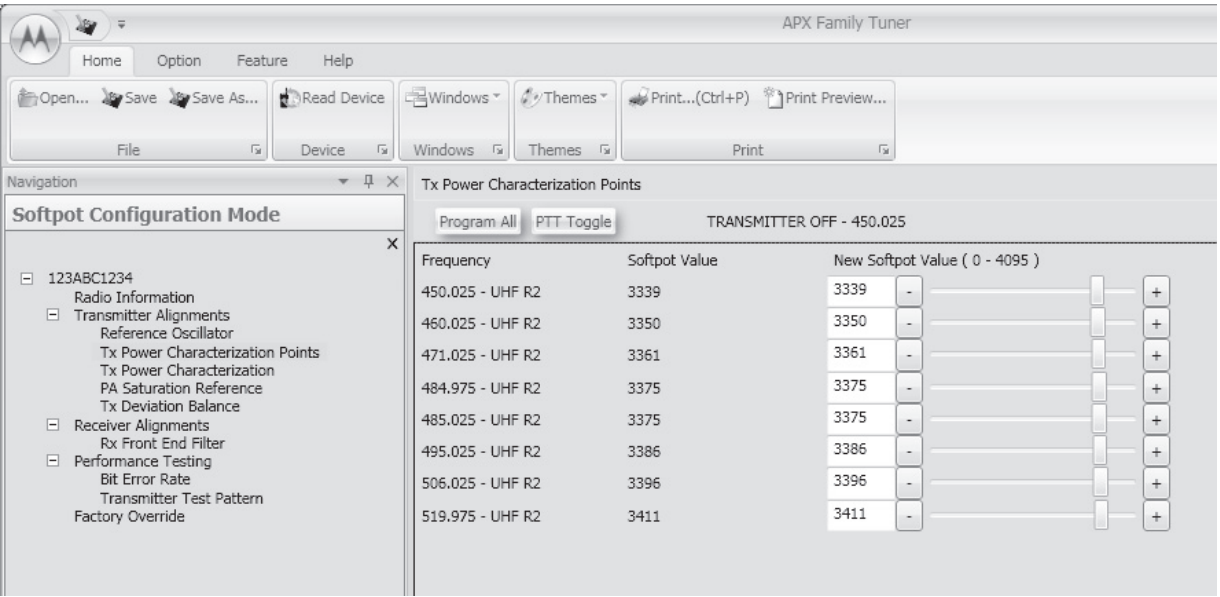 APX Family Tuner
Home Option Feature Help
Open... Save Save As... Read Device Windows Themes Print...(Ctrl+P) Print Preview...
File Device Windows Themes Print
Navigation
Softpot Configuration Mode
X
123ABC1234
Radio Information
Transmitter Alignments
Reference Oscillator
Tx Power Characterization Points
Tx Power Characterization
PA Saturation Reference
Tx Deviation Balance
Receiver Alignments
Rx Front End Filter
Performance Testing
Bit Error Rate
Transmitter Test Pattern
Factory Override
Tx Power Characterization Points
Program All PTT Toggle TRANSMITTER OFF - 450.025
Frequency Softpot Value New Softpot Value ( 0 - 4095 )
450.025 - UHF R2 3339 3339 - +
460.025 - UHF R2 3350 3350 - +
471.025 - UHF R2 3361 3361 - +
484.975 - UHF R2 3375 3375 - +
485.025 - UHF R2 3375 3375 - +
495.025 - UHF R2 3386 3386 - +
506.025 - UHF R2 3396 3396 - +
519.975 - UHF R2 3411 3411 - +